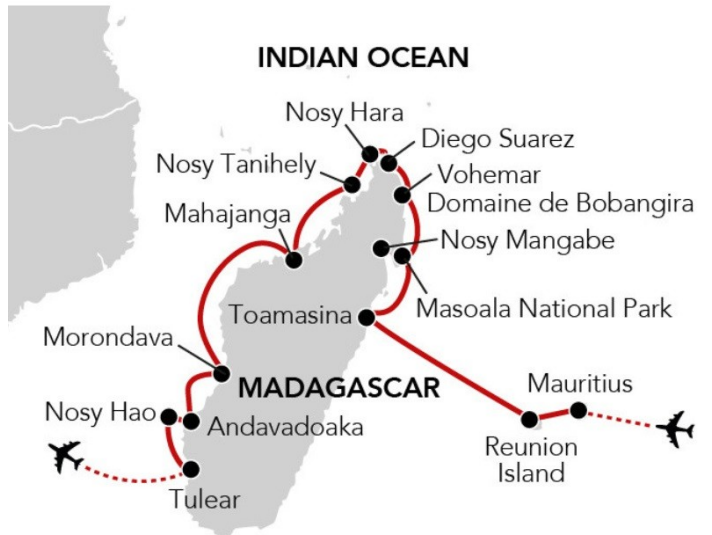 INDIAN OCEAN
Nosy Hara
Diego Suarez
Nosy Tanihely
Vohemar
Domaine de Bobangira
Mahajanga
Nosy Mangabe
Masoala National Park
Toamasina
Morondava
MADAGASCAR
Mauritius
Nosy Hao
Andavadoaka
Reunion
Island
Tulear